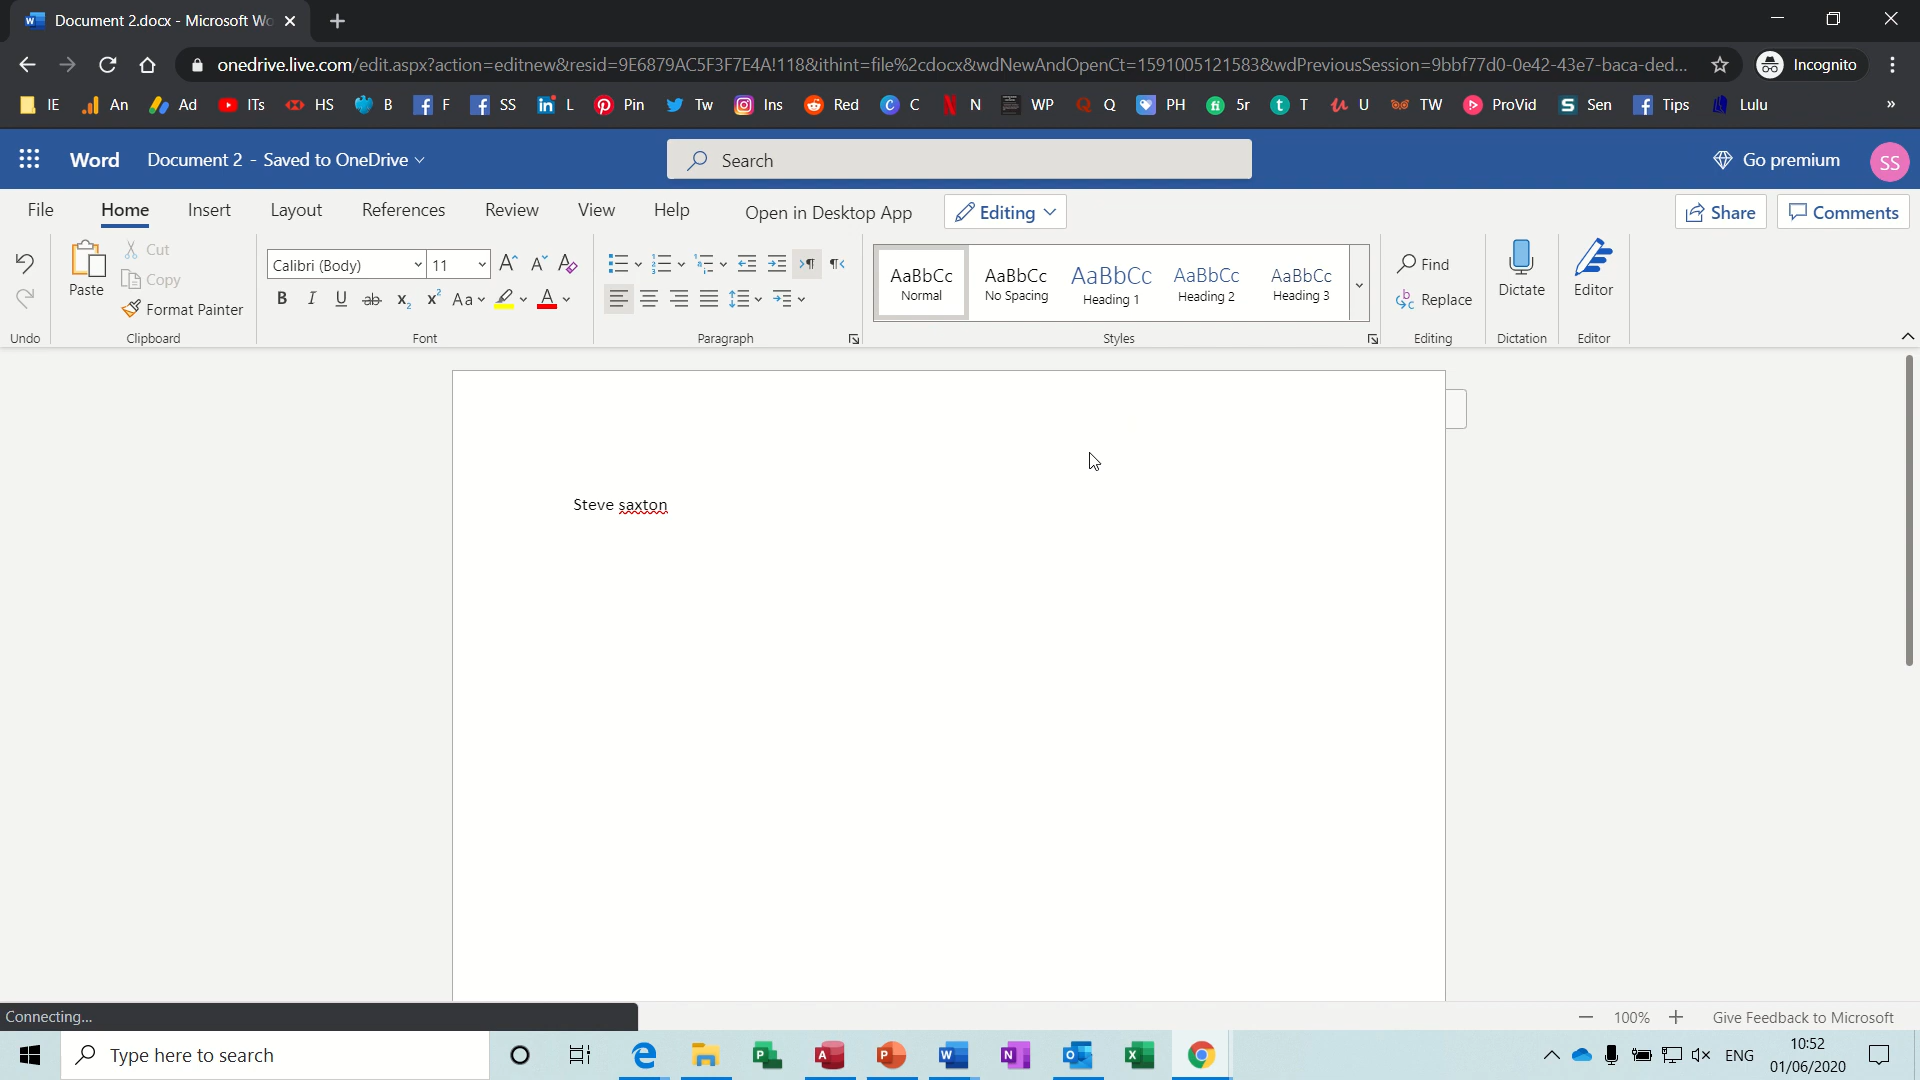 Document 2.docx - Microsoft Wo
onedrive.live.com/edit.aspx?action=editnew&resid=9E6879AC5F3F7E4A!118&ithint=file%2cdocx&wdNewAndOpenCt=1591005121583&wdPreviousSession=9bbf77d0-0e42-43e7-baca-ded... Incognito
IE An Ad ITs HS B F SS L Pin Tw Ins Red C N WP Q PH 5r T U TW ProVid Sen Tips Lulu »
Word Document 2 - Saved to OneDrive Search Go premium SS
File Home Insert Layout References Review View Help Open in Desktop App Editing Share Comments
Paste Cut Copy Format Painter
Calibri (Body) 11
B I U ab x₂ x² Aa A
AaBbCc AaBbCc AaBbCc AaBbCc AaBbCc
Normal No Spacing Heading 1 Heading 2 Heading 3
Find Replace Dictate Editor
Undo Clipboard Font Paragraph Styles Editing Dictation Editor
Steve saxton
Connecting... 100% Give Feedback to Microsoft
Type here to search ENG 10:52
01/06/2020